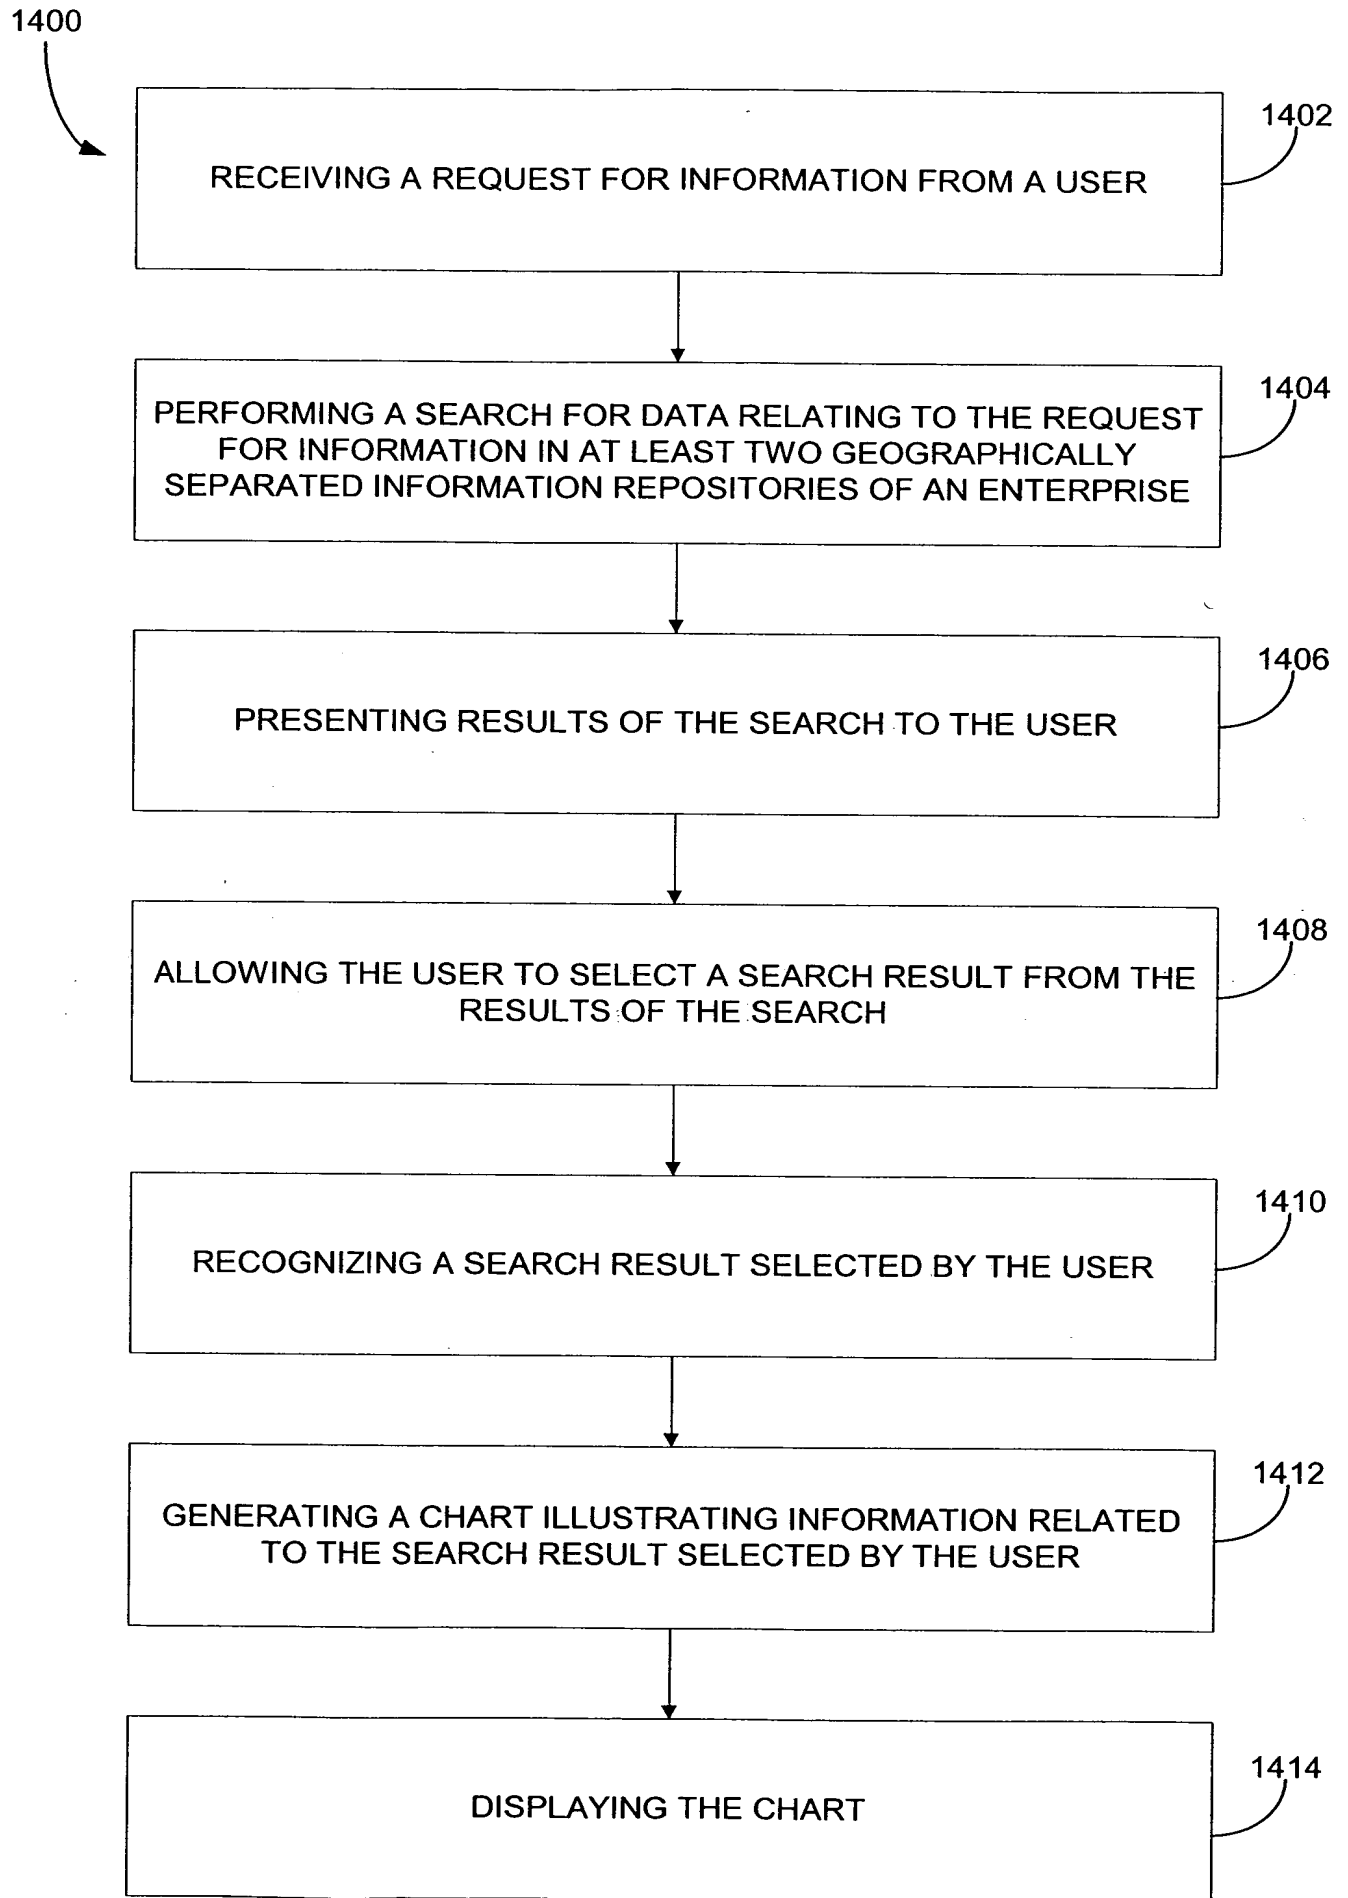 1400
1402
RECEIVING A REQUEST FOR INFORMATION FROM A USER
1404
PERFORMING A SEARCH FOR DATA RELATING TO THE REQUEST
FOR INFORMATION IN AT LEAST TWO GEOGRAPHICALLY
SEPARATED INFORMATION REPOSITORIES OF AN ENTERPRISE
1406
PRESENTING RESULTS OF THE SEARCH TO THE USER
1408
ALLOWING THE USER TO SELECT A SEARCH RESULT FROM THE
RESULTS OF THE SEARCH
1410
RECOGNIZING A SEARCH RESULT SELECTED BY THE USER
1412
GENERATING A CHART ILLUSTRATING INFORMATION RELATED
TO THE SEARCH RESULT SELECTED BY THE USER
1414
DISPLAYING THE CHART